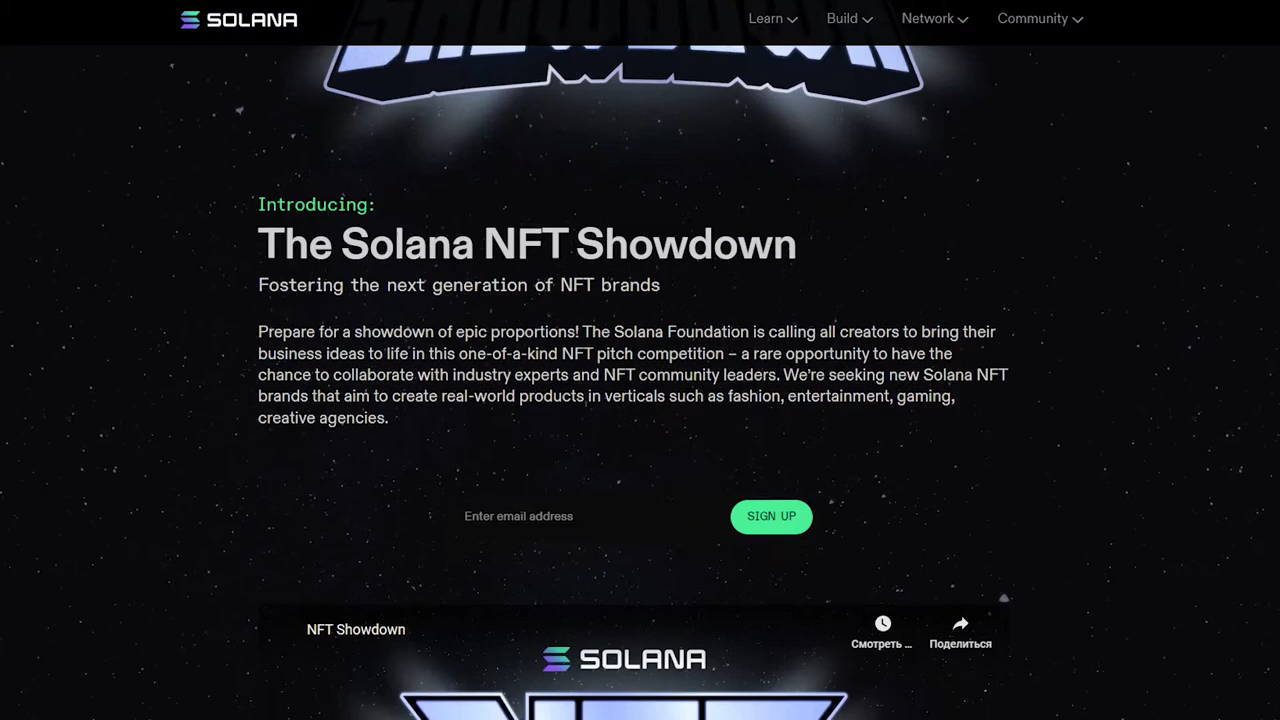 SOLANA
Learn
Build
Network
Community
SHOWDOWN
Introducing:
The Solana NFT Showdown
Fostering the next generation of NFT brands
Prepare for a showdown of epic proportions! The Solana Foundation is calling all creators to bring their
business ideas to life in this one-of-a-kind NFT pitch competition – a rare opportunity to have the
chance to collaborate with industry experts and NFT community leaders. We're seeking new Solana NFT
brands that aim to create real-world products in verticals such as fashion, entertainment, gaming,
creative agencies.
Enter email address
SIGN UP
NFT Showdown
Смотреть ...
Поделиться
SOLANA
NFT